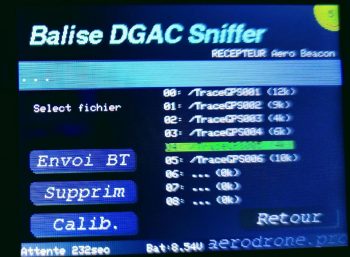 Balise DGAC Sniffer
RECEPTEUR Aero Beacon
...
Select fichier
00: /TraceGPS001 (12k)
01: /TraceGPS002 (9k)
02: /TraceGPS003 (4k)
03: /TraceGPS004 (6k)
05: /TraceGPS006 (10k)
06: ... (0k)
07: ... (0k)
08: ... (0k)
Envoi BT
Supprim
Calib.
Retour
Attente 232sec
Bat:8.54V
aerodrone.pro